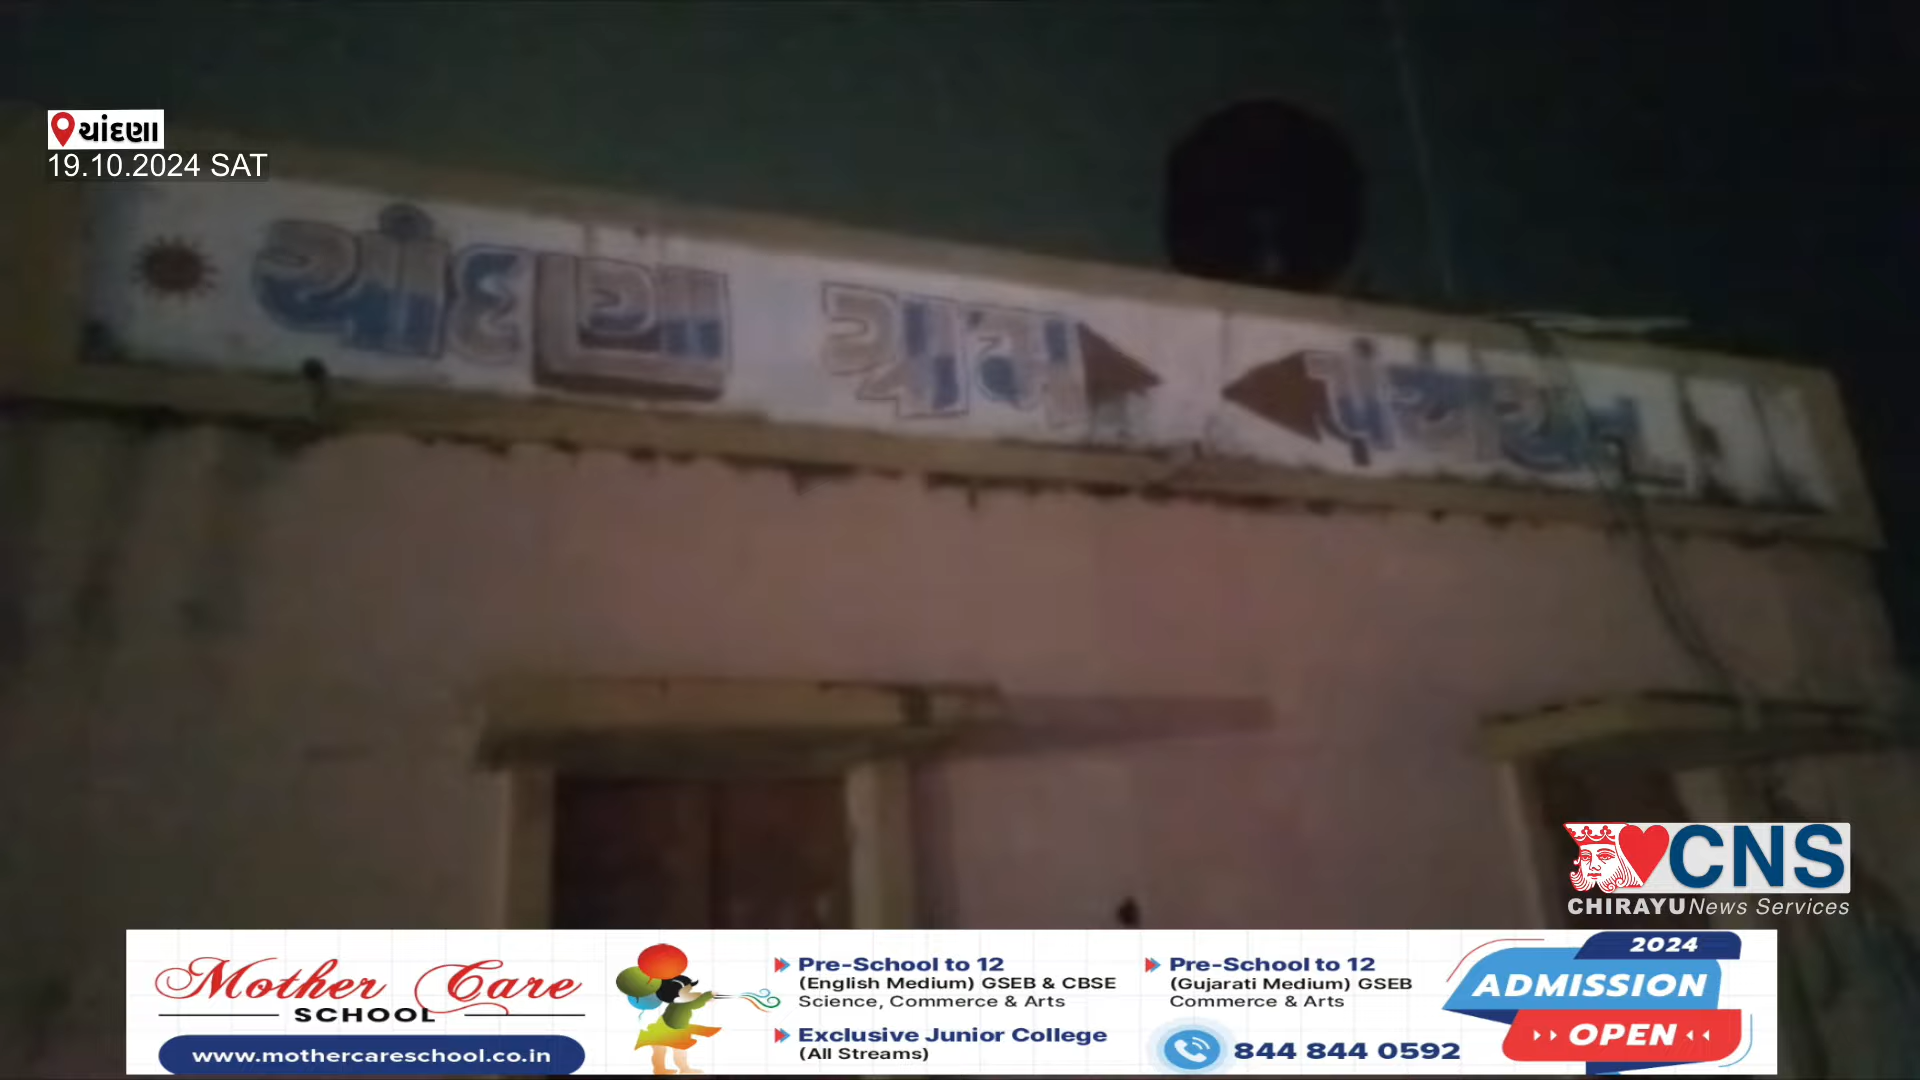 ચાંદણા
19.10.2024 SAT
ચાંદણા ગ્રામ પંચાયત
CNS
CHIRAYU News Services
Mother Care
SCHOOL
www.mothercareschool.co.in
Pre-School to 12
(English Medium) GSEB & CBSE
Science, Commerce & Arts
Exclusive Junior College
(All Streams)
Pre-School to 12
(Gujarati Medium) GSEB
Commerce & Arts
844 844 0592
2024
ADMISSION
OPEN